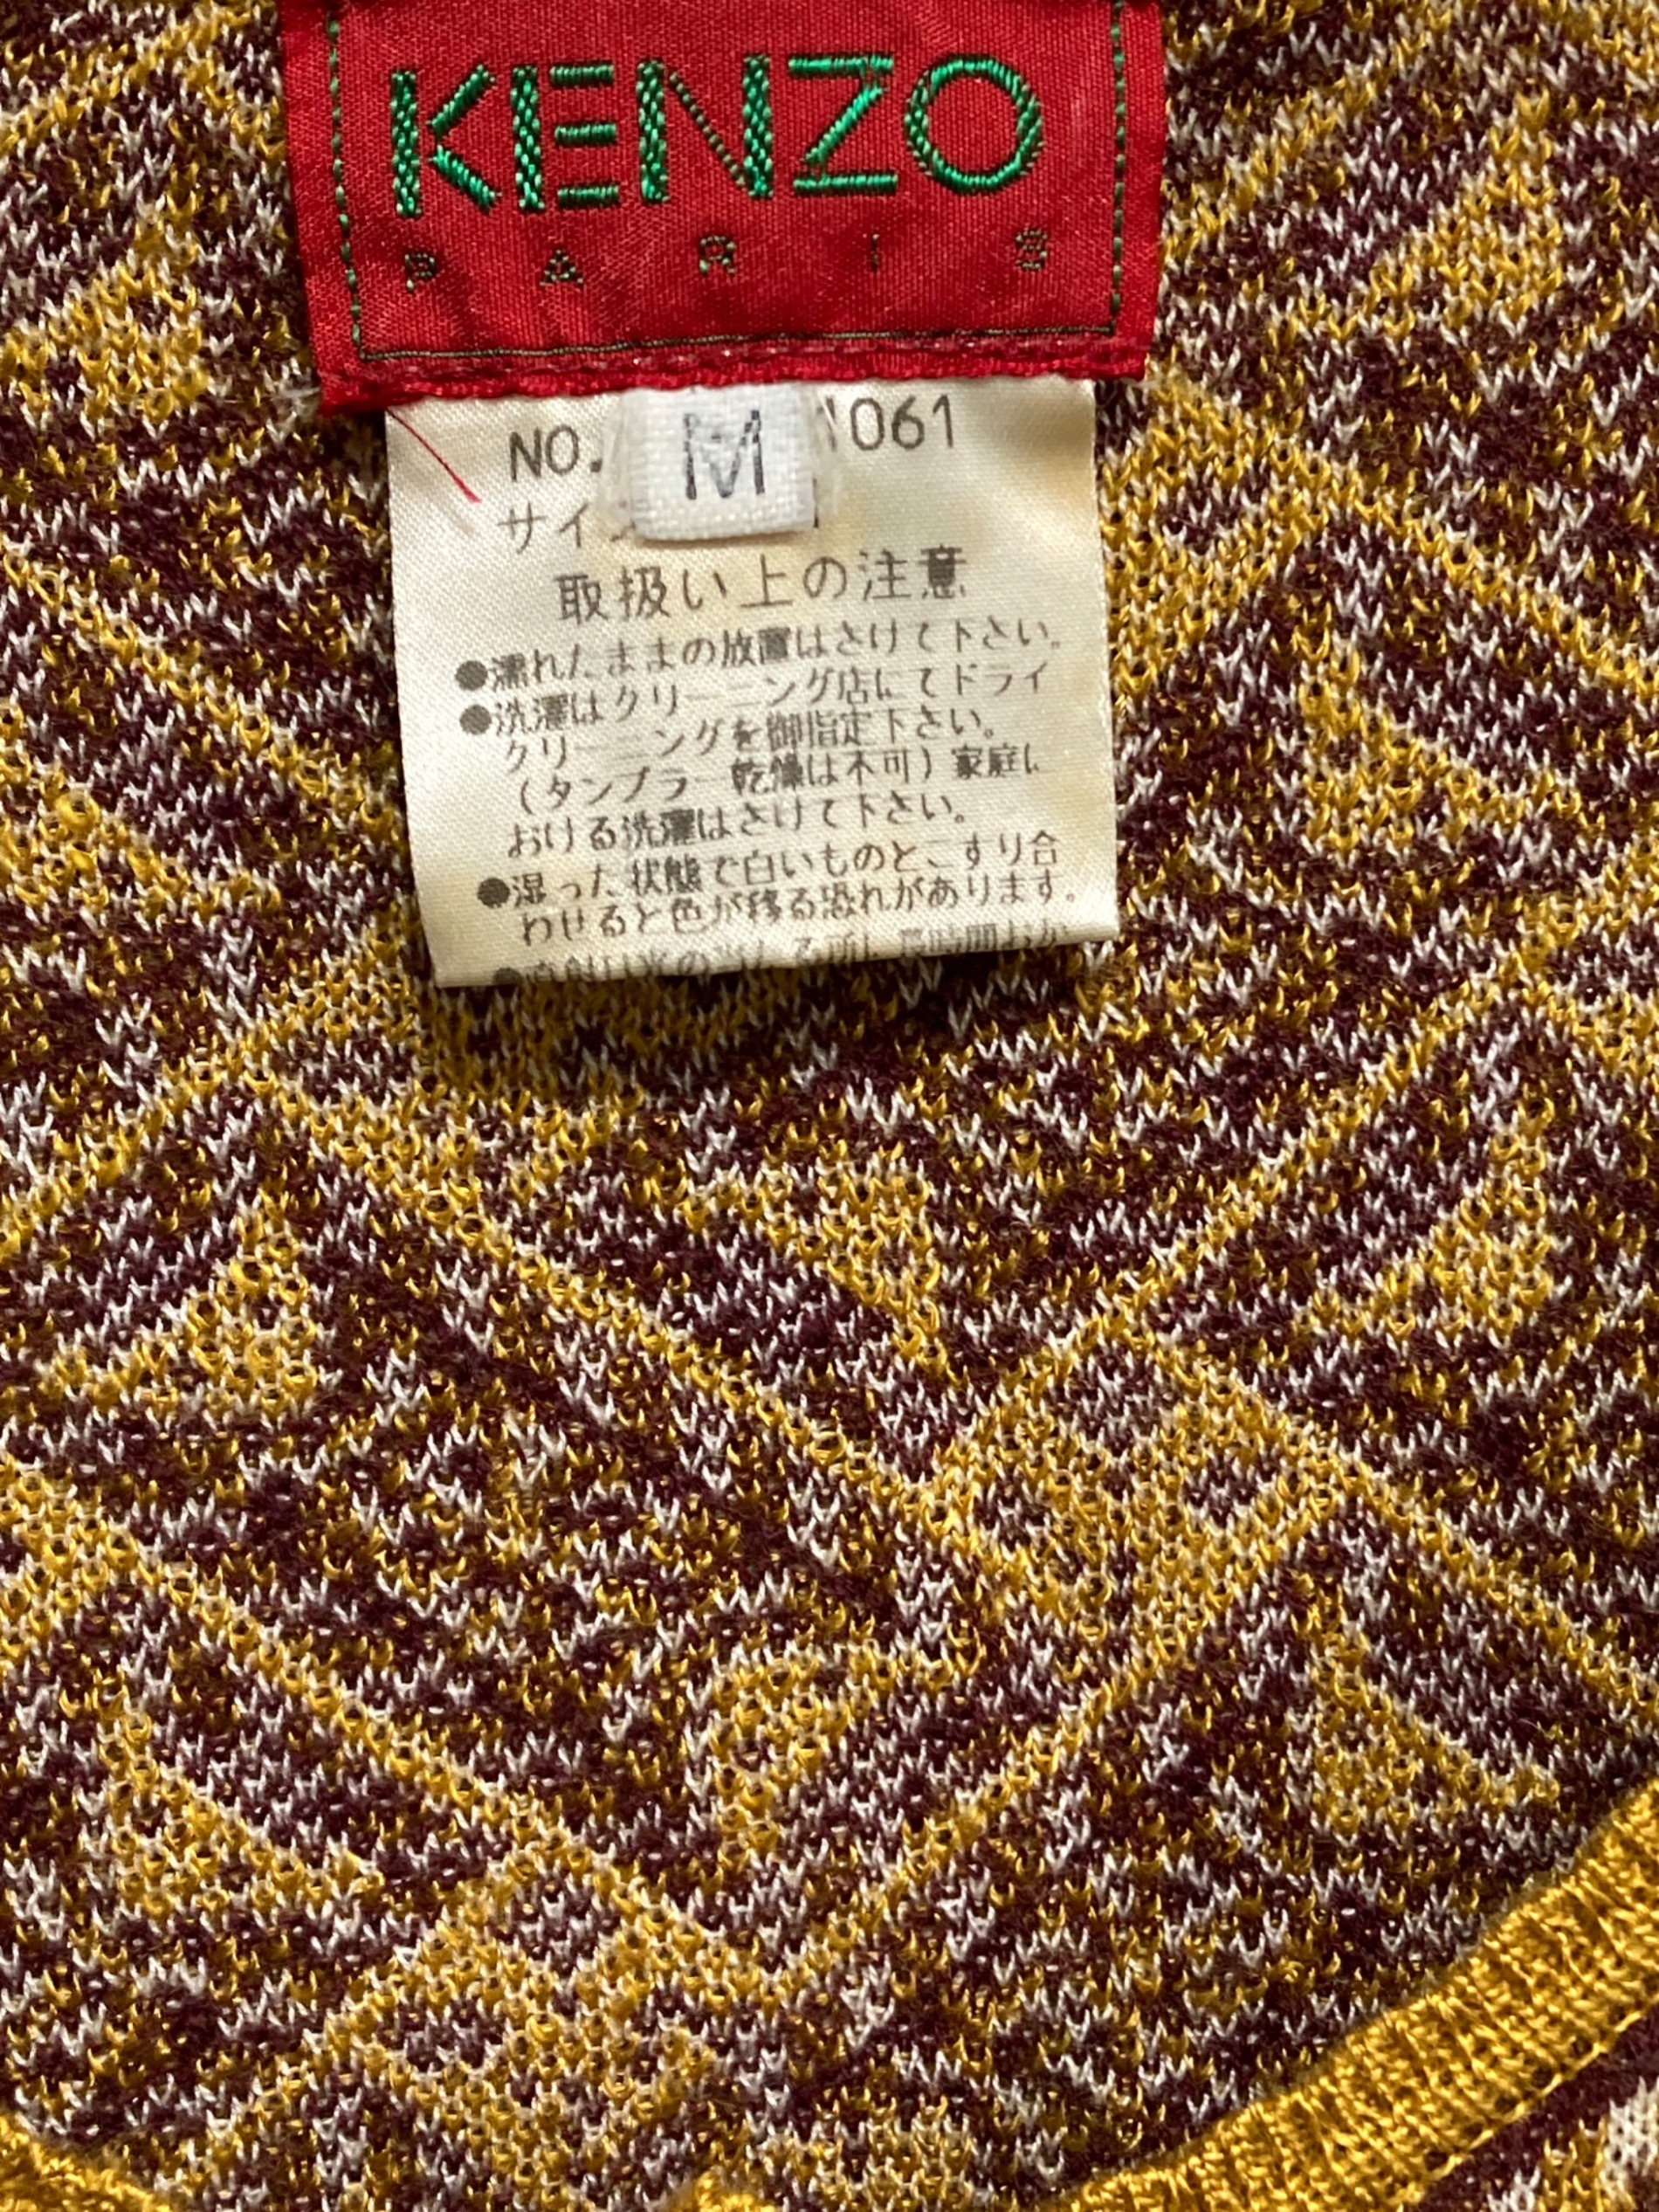 KENZO
PARIS
NO. M 1061
サイ
取扱い上の注意
●濡れたままの放置はさけて下さい。
●洗濯はクリーニング店にてドライ
クリーニングを御指定下さい。
(タンブラー乾燥は不可)家庭に
おける洗濯はさけて下さい。
●湿った状態で白いものとこすり合
わせると色が移る恐れがあります。